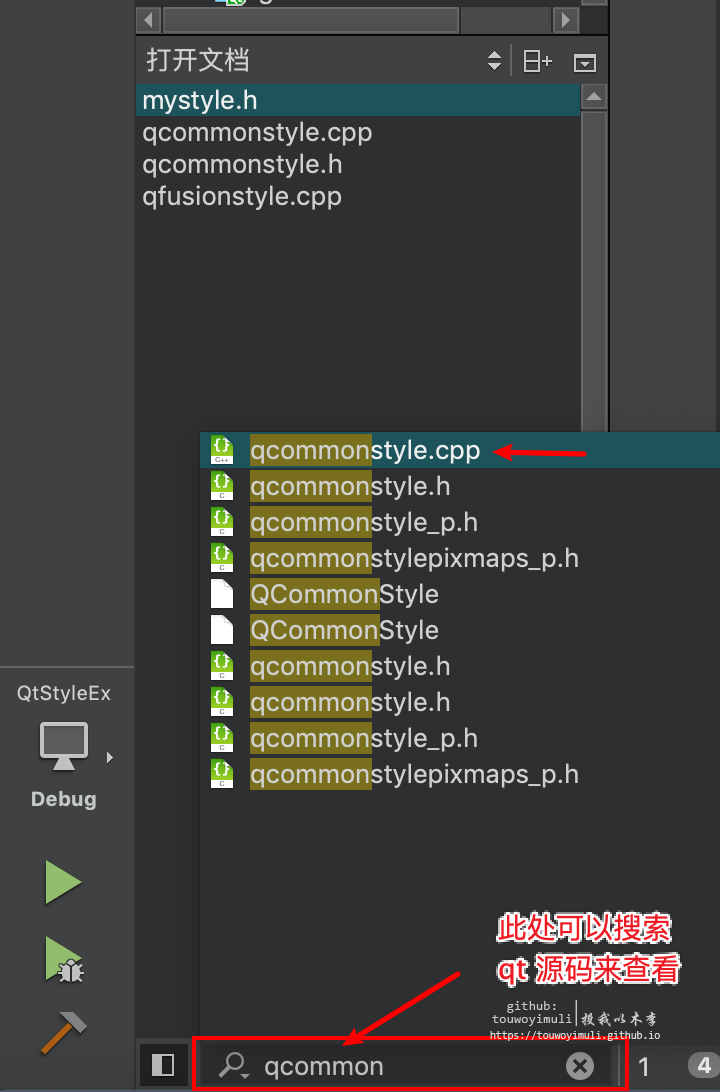 打开文档
mystyle.h
qcommonstyle.cpp
qcommonstyle.h
qfusionstyle.cpp
qcommonstyle.cpp
qcommonstyle.h
qcommonstyle_p.h
qcommonstylepixmaps_p.h
QCommonStyle
QCommonStyle
qcommonstyle.h
qcommonstyle.h
qcommonstyle_p.h
qcommonstylepixmaps_p.h
QtStyleEx
Debug
此处可以搜索
qt 源码来查看
github:
touwoyimuli
投我以木李
https://touwoyimuli.github.io
qcommon
1
4